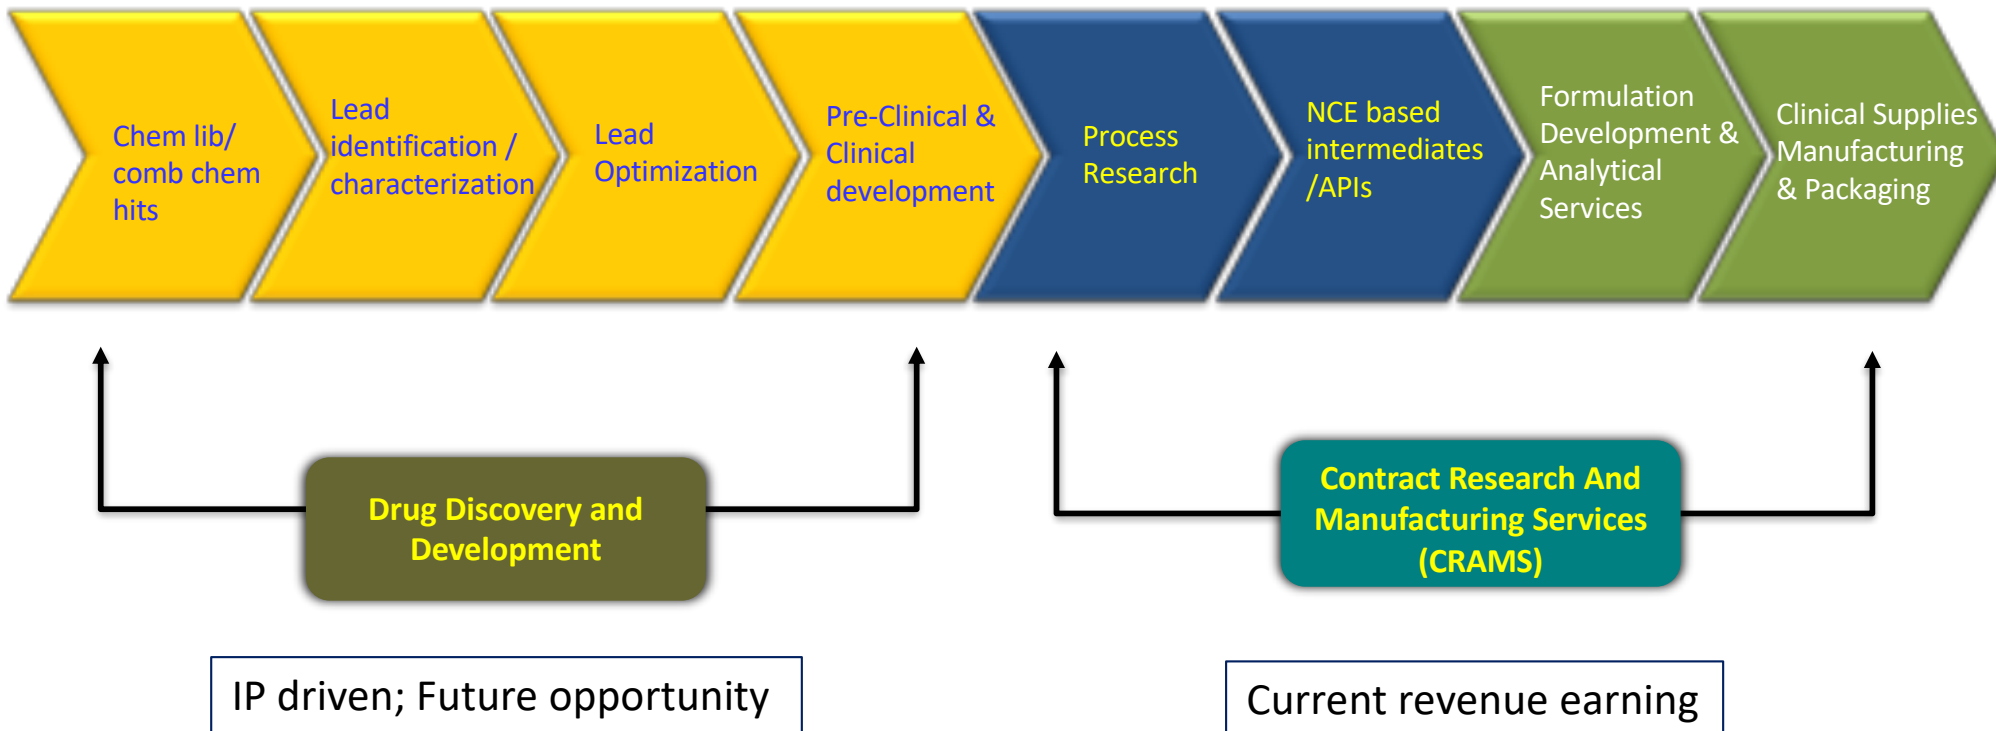 Chem lib/
comb chem
hits
Lead
identification /
characterization
Lead
Optimization
Pre-Clinical &
Clinical
development
Process
Research
NCE based
intermediates
/APIs
Formulation
Development &
Analytical
Services
Clinical Supplies
Manufacturing
& Packaging
Drug Discovery and
Development
Contract Research And
Manufacturing Services
(CRAMS)
IP driven; Future opportunity
Current revenue earning